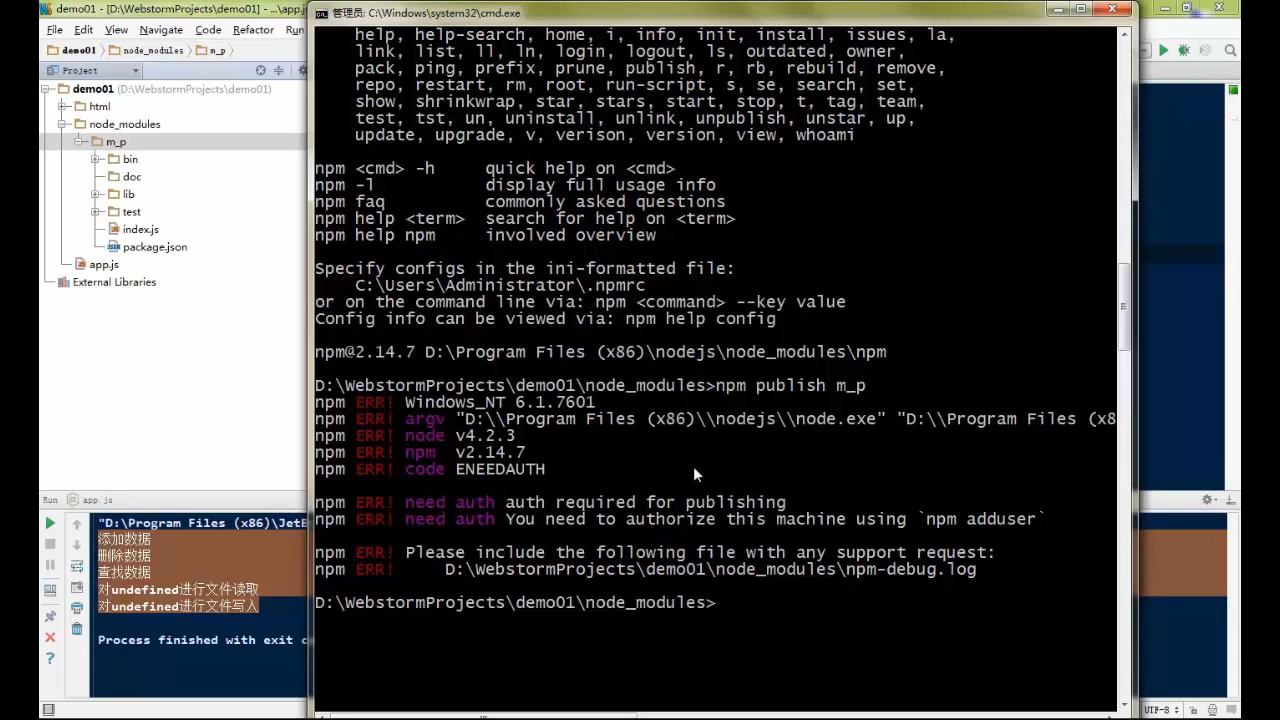 demo01 - [D:\WebstormProjects\demo01] - ...\app.js
管理员: C:\Windows\system32\cmd.exe
File Edit View Navigate Code Refactor Run
demo01 node_modules m_p
Project
demo01 (D:\WebstormProjects\demo01)
html
node_modules
m_p
bin
doc
lib
test
index.js
package.json
app.js
External Libraries
help, help-search, home, i, info, init, install, issues, la,
link, list, ll, ln, login, logout, ls, outdated, owner,
pack, ping, prefix, prune, publish, r, rb, rebuild, remove,
repo, restart, rm, root, run-script, s, se, search, set,
show, shrinkwrap, star, stars, start, stop, t, tag, team,
test, tst, un, uninstall, unlink, unpublish, unstar, up,
update, upgrade, v, verison, version, view, whoami
npm <cmd> -h quick help on <cmd>
npm -l display full usage info
npm faq commonly asked questions
npm help <term> search for help on <term>
npm help npm involved overview
Specify configs in the ini-formatted file:
C:\Users\Administrator\.npmrc
or on the command line via: npm <command> --key value
Config info can be viewed via: npm help config
npm@2.14.7 D:\Program Files (x86)\nodejs\node_modules\npm
D:\WebstormProjects\demo01\node_modules>npm publish m_p
npm ERR! Windows_NT 6.1.7601
npm ERR! argv "D:\\Program Files (x86)\\nodejs\\node.exe" "D:\\Program Files (x8
npm ERR! node v4.2.3
npm ERR! npm v2.14.7
npm ERR! code ENEEDAUTH
npm ERR! need auth auth required for publishing
npm ERR! need auth You need to authorize this machine using `npm adduser`
npm ERR! Please include the following file with any support request:
npm ERR! D:\WebstormProjects\demo01\node_modules\npm-debug.log
D:\WebstormProjects\demo01\node_modules>
Run app.js
"D:\Program Files (x86)\JetB
添加数据
删除数据
查找数据
对undefined进行文件读取
对undefined进行文件写入
Process finished with exit c
UTF-8